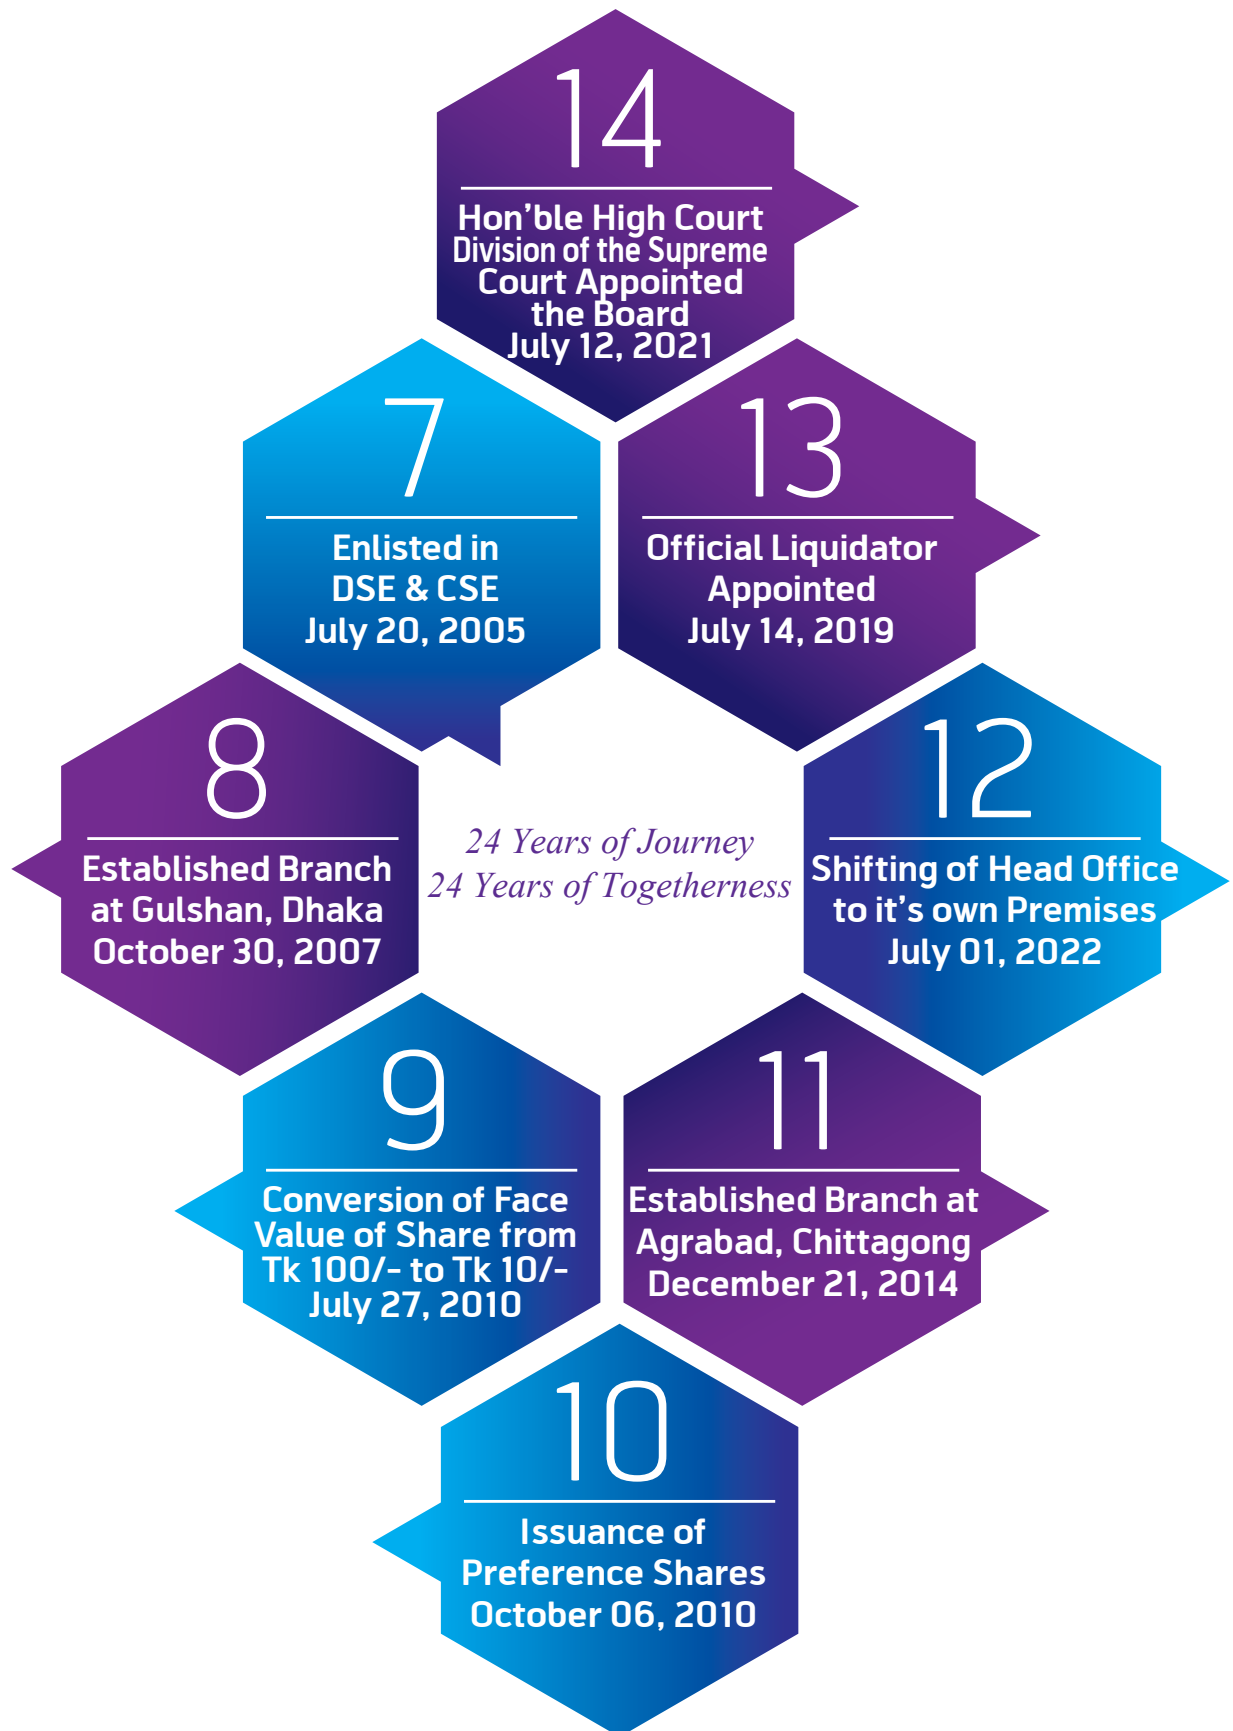 14
Hon’ble High Court
Division of the Supreme
Court Appointed
the Board
July 12, 2021
7
Enlisted in
DSE & CSE
July 20, 2005
13
Official Liquidator
Appointed
July 14, 2019
8
Established Branch
at Gulshan, Dhaka
October 30, 2007
24 Years of Journey
24 Years of Togetherness
12
Shifting of Head Office
to it’s own Premises
July 01, 2022
9
Conversion of Face
Value of Share from
Tk 100/- to Tk 10/-
July 27, 2010
11
Established Branch at
Agrabad, Chittagong
December 21, 2014
10
Issuance of
Preference Shares
October 06, 2010